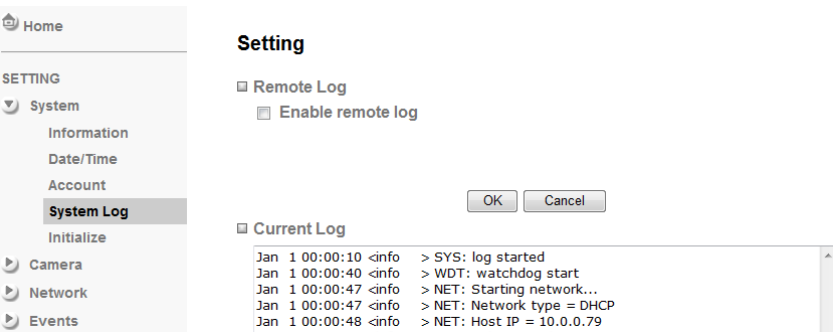 Home
SETTING
System
Information
Date/Time
Account
System Log
Initialize
Camera
Network
Events
Setting
Remote Log
Enable remote log
OK Cancel
Current Log
Jan 1 00:00:10 <info > SYS: log started
Jan 1 00:00:40 <info > WDT: watchdog start
Jan 1 00:00:47 <info > NET: Starting network...
Jan 1 00:00:47 <info > NET: Network type = DHCP
Jan 1 00:00:48 <info > NET: Host IP = 10.0.0.79